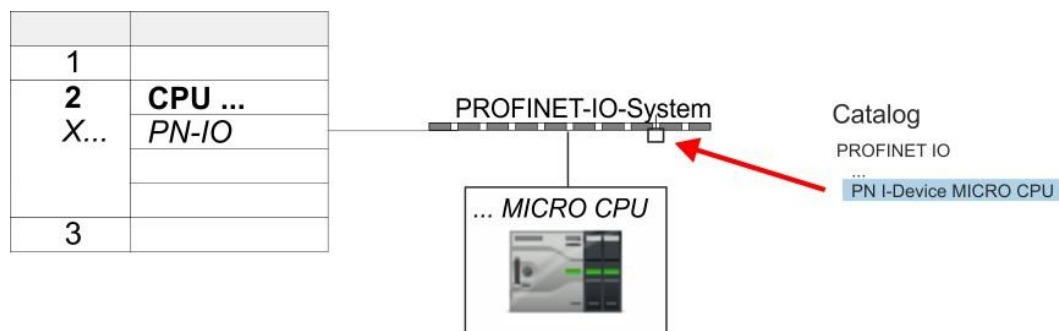 1
2 CPU ...
X... PN-IO
3
PROFINET-IO-System
... MICRO CPU
Catalog
PROFINET IO
...
PN I-Device MICRO CPU